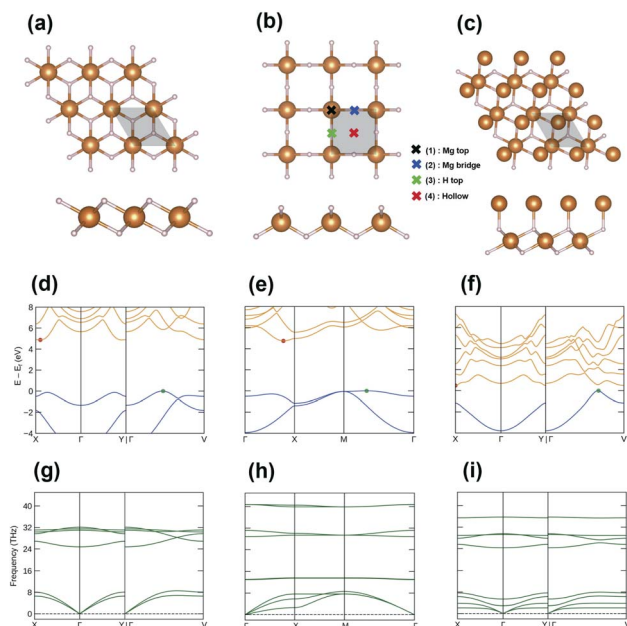 (a)
(b)
(c)
(1) : Mg top
(2) : Mg bridge
(3) : H top
(4) : Hollow
(d)
(e)
(f)
E − Ef (eV)
8
6
4
2
0
−2
−4
X Γ Y|Γ V
Γ X M Γ
X Γ Y|Γ V
(g)
(h)
(i)
Frequency (THz)
40
32
24
16
8
0
X Γ Y|Γ V
Γ X M Γ
X Γ Y|Γ V